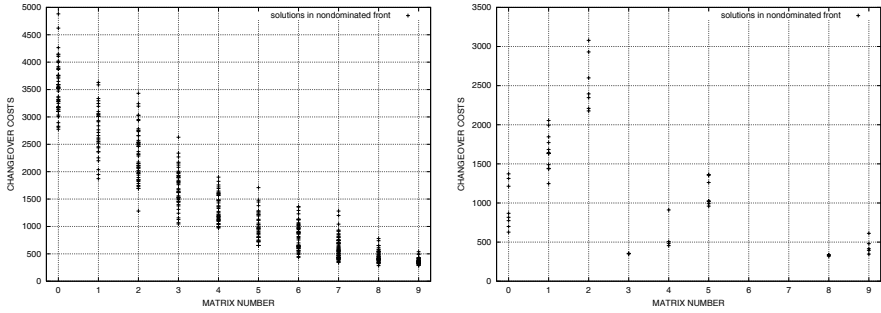 5000
4500
4000
3500
3000
2500
2000
1500
1000
500
0
CHANGEOVER COSTS
solutions in nondominated front
0 1 2 3 4 5 6 7 8 9
MATRIX NUMBER
3500
3000
2500
2000
1500
1000
500
0
CHANGEOVER COSTS
solutions in nondominated front
0 1 2 3 4 5 6 7 8 9
MATRIX NUMBER